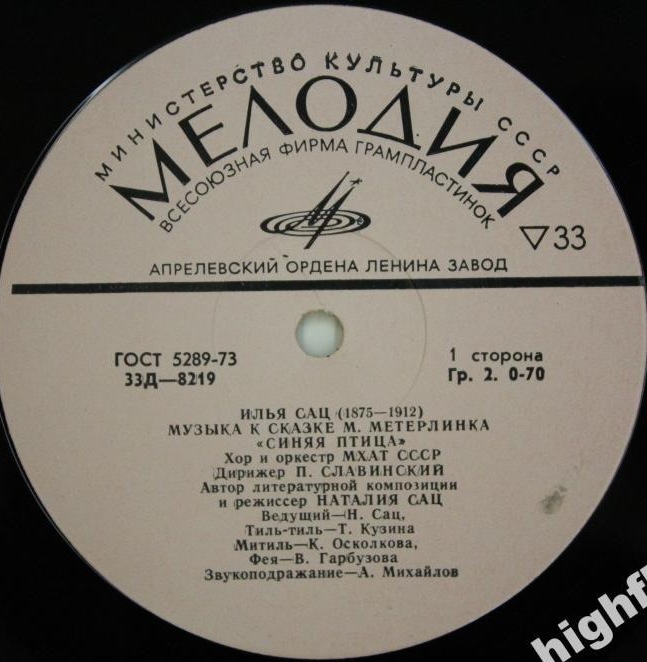 МИНИСТЕРСТВО КУЛЬТУРЫ СССР
МЕЛОДИЯ
ВСЕСОЮЗНАЯ ФИРМА ГРАМПЛАСТИНОК
▽33
АПРЕЛЕВСКИЙ ОРДЕНА ЛЕНИНА ЗАВОД
ГОСТ 5289-73
33Д—8219
1 сторона
Гр. 2. 0-70
ИЛЬЯ САЦ (1875—1912)
МУЗЫКА К СКАЗКЕ М. МЕТЕРЛИНКА
«СИНЯЯ ПТИЦА»
Хор и оркестр МХАТ СССР
Дирижер П. СЛАВИНСКИЙ
Автор литературной композиции
и режиссер НАТАЛИЯ САЦ
Ведущий—Н. Сац,
Тиль-тиль—Т. Кузина
Митиль—К. Осколкова,
Фея—В. Гарбузова
Звукоподражание—А. Михайлов